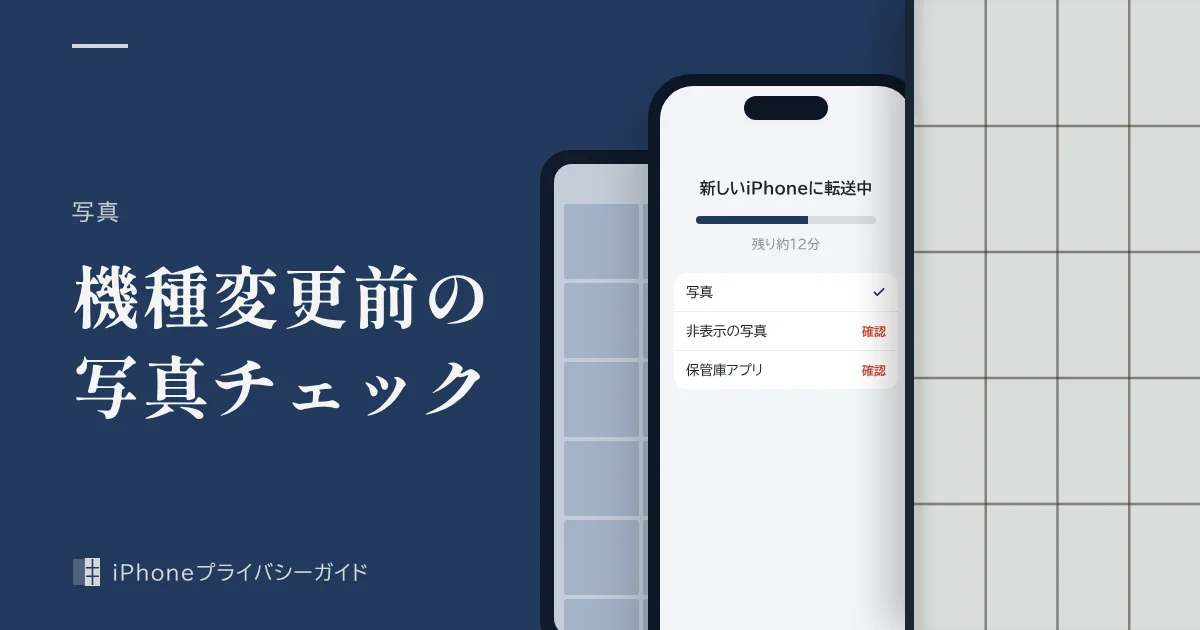 写真
機種変更前の
写真チェック
iPhoneプライバシーガイド
新しいiPhoneに転送中
残り約12分
写真
非表示の写真 確認
保管庫アプリ 確認